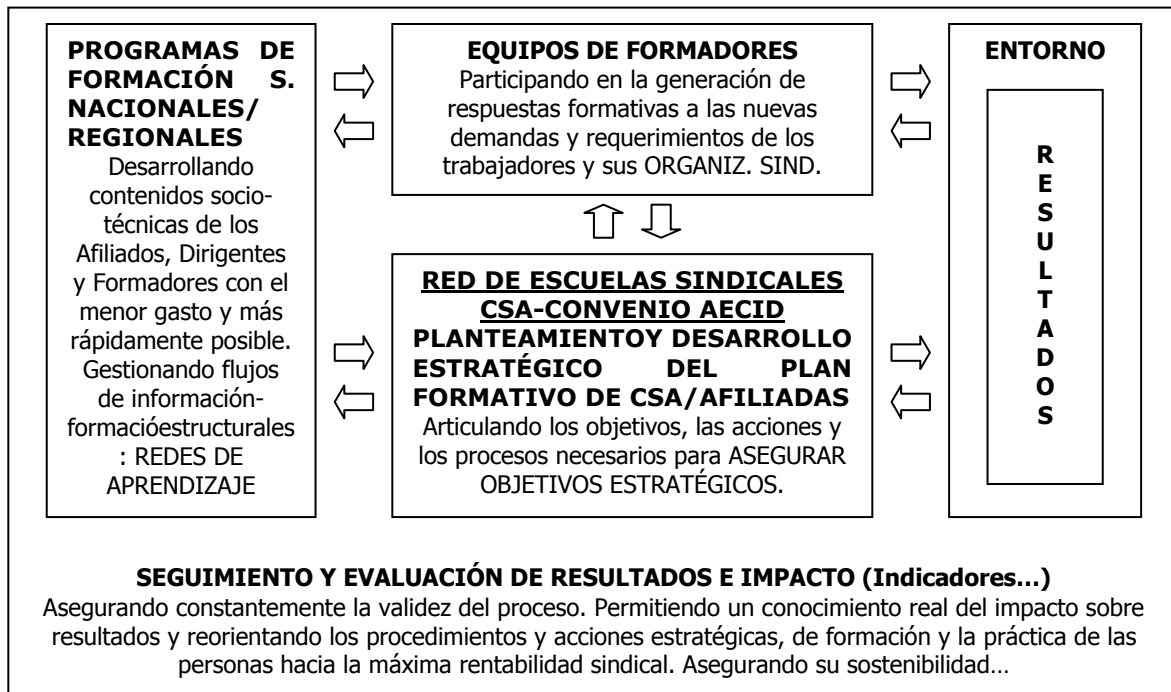 PROGRAMAS DE
FORMACIÓN S.
NACIONALES/
REGIONALES
Desarrollando
contenidos socio-
técnicas de los
Afiliados, Dirigentes
y Formadores con el
menor gasto y más
rápidamente posible.
Gestionando flujos
de información-
formacióestructurales
: REDES DE
APRENDIZAJE
EQUIPOS DE FORMADORES
Participando en la generación de
respuestas formativas a las nuevas
demandas y requerimientos de los
trabajadores y sus ORGANIZ. SIND.
RED DE ESCUELAS SINDICALES
CSA-CONVENIO AECID
PLANTEAMIENTOY DESARROLLO
ESTRATÉGICO DEL PLAN
FORMATIVO DE CSA/AFILIADAS
Articulando los objetivos, las acciones y
los procesos necesarios para ASEGURAR
OBJETIVOS ESTRATÉGICOS.
ENTORNO
R
E
S
U
L
T
A
D
O
S
SEGUIMIENTO Y EVALUACIÓN DE RESULTADOS E IMPACTO (Indicadores…)
Asegurando constantemente la validez del proceso. Permitiendo un conocimiento real del impacto sobre
resultados y reorientando los procedimientos y acciones estratégicas, de formación y la práctica de las
personas hacia la máxima rentabilidad sindical. Asegurando su sostenibilidad…